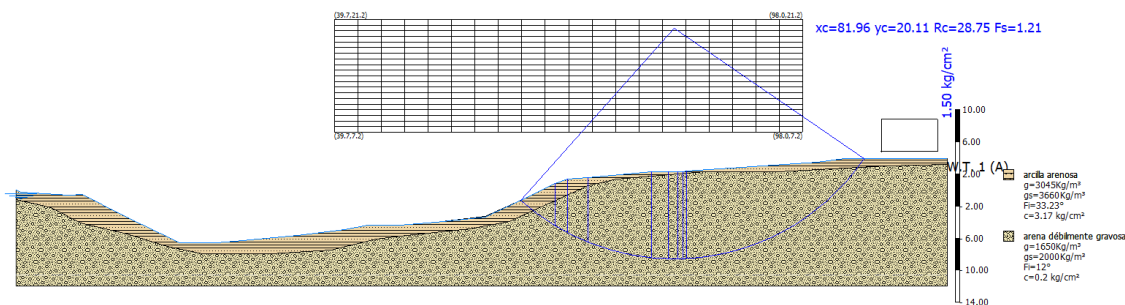 (39.7,21.2)
(98.0,21.2)
xc=81.96 yc=20.11 Rc=28.75 Fs=1.21
1.50 kg/cm²
10.00
6.00
(39.7,7.2)
(98.0,7.2)
W.T. 1 (A)
2.00
-2.00
-6.00
-10.00
-14.00
arcilla arenosa
g=3045Kg/m³
gs=3660Kg/m³
Fi=33.23°
c=3.17 kg/cm²
arena débilmente gravosa
g=1650Kg/m³
gs=2000Kg/m³
Fi=12°
c=0.2 kg/cm²